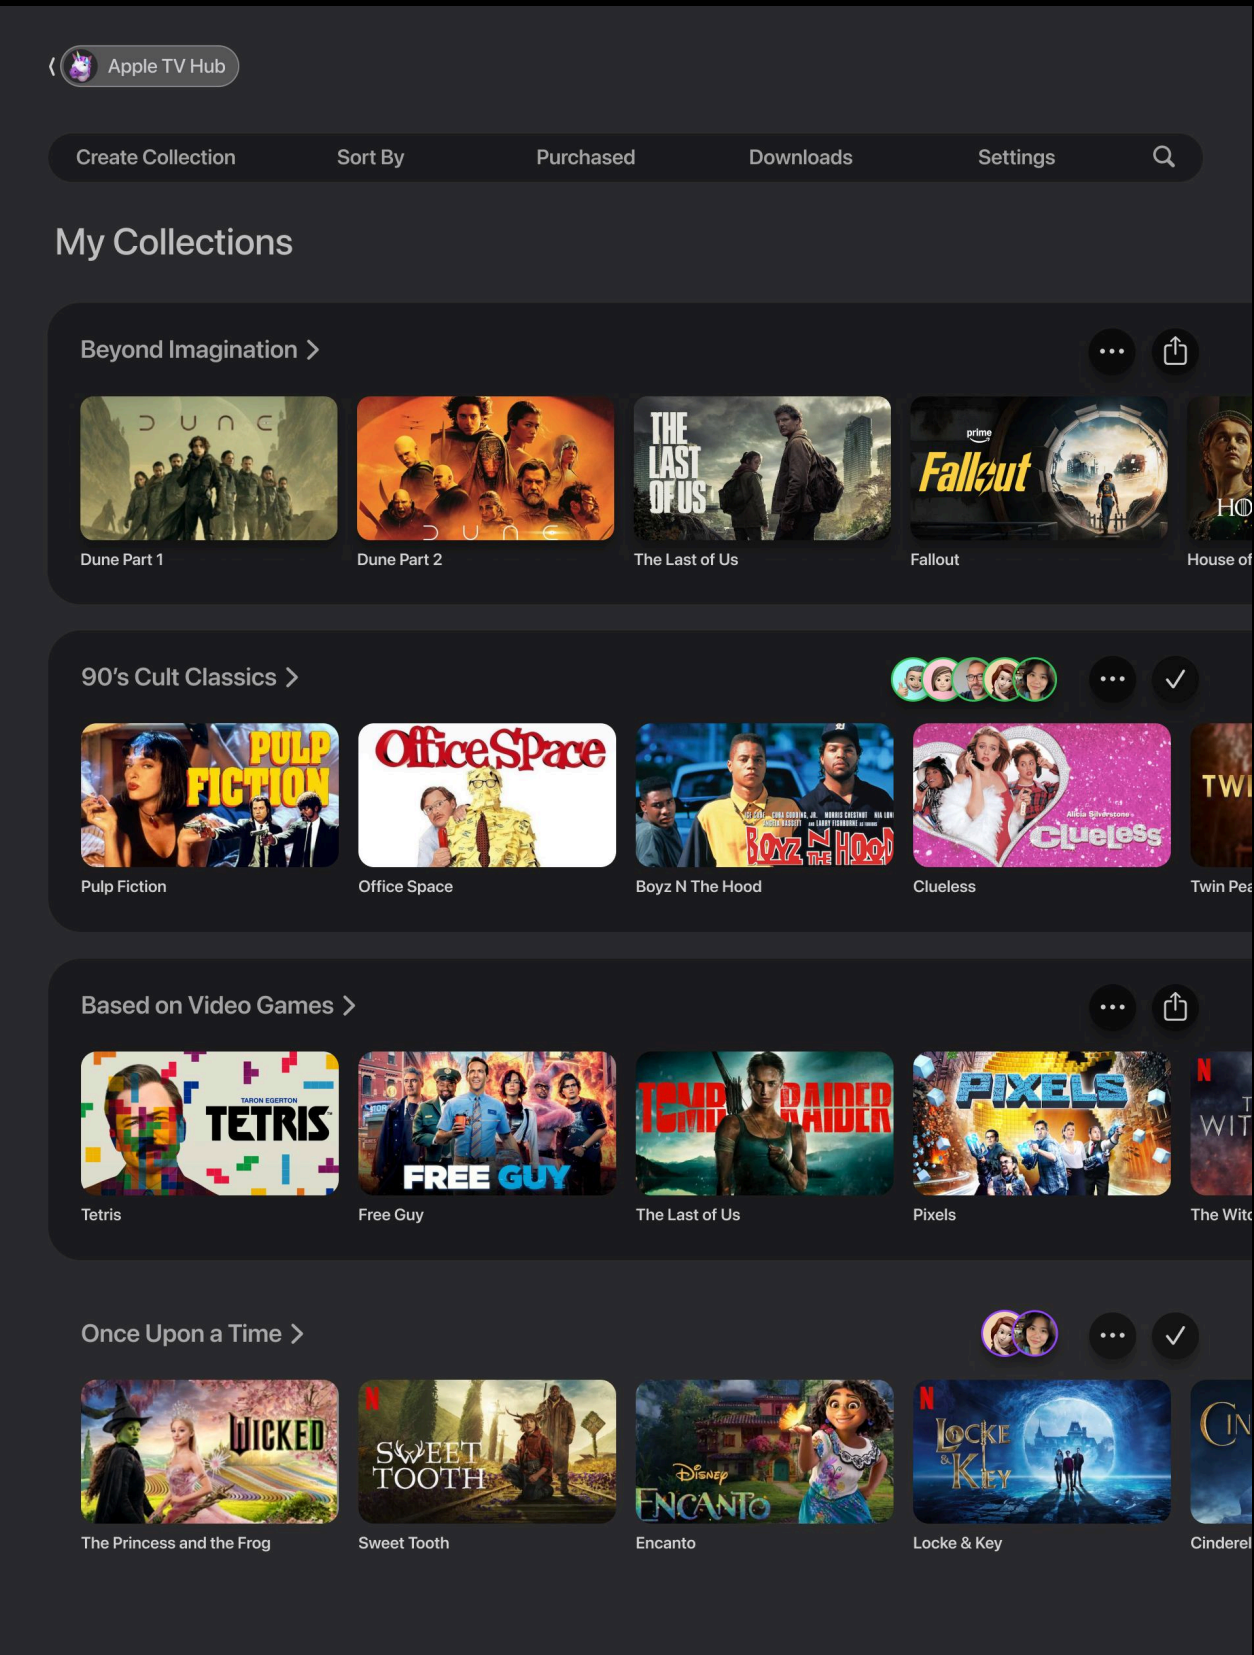 Apple TV Hub
Create Collection Sort By Purchased Downloads Settings
My Collections
Beyond Imagination
DUNE
DUNE
THE
LAST
OF US
prime
Fallout
HO
Dune Part 1
Dune Part 2
The Last of Us
Fallout
House of
90's Cult Classics
PULP
FICTION
Office Space
BOYZ N THE HOOD
Alicia Silverstone
CLUELESS
TWI
Pulp Fiction
Office Space
Boyz N The Hood
Clueless
Twin Pea
Based on Video Games
TARON EGERTON
TETRIS
FREE GUY
TOMB RAIDER
PIXELS
N
T
WIT
Tetris
Free Guy
The Last of Us
Pixels
The Witc
Once Upon a Time
WICKED
N
SWEET
TOOTH
DISNEY
ENCANTO
N
LOCKE
& KEY
CIN
The Princess and the Frog
Sweet Tooth
Encanto
Locke & Key
Cinderel